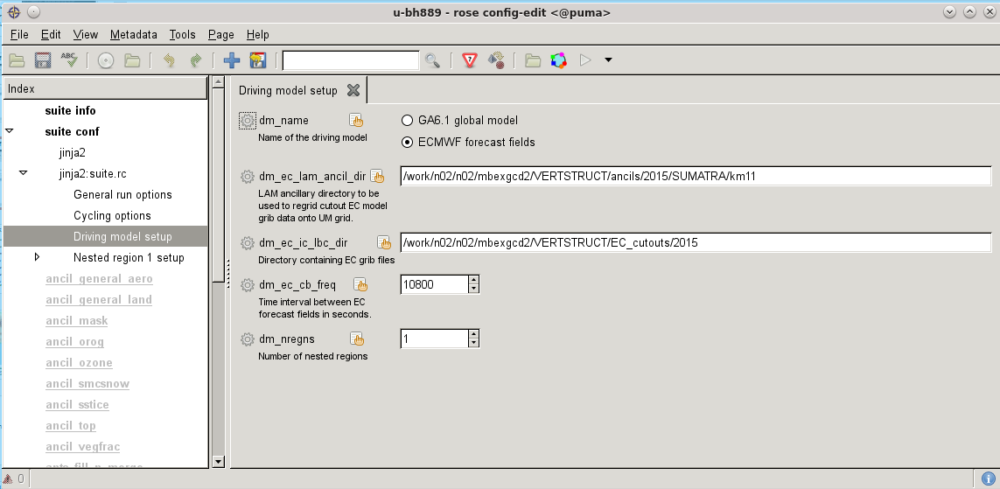 u-bh889 - rose config-edit <@puma>
File Edit View Metadata Tools Page Help
ABC
Index
suite info
suite conf
jinja2
jinja2:suite.rc
General run options
Cycling options
Driving model setup
Nested region 1 setup
ancil_general_aero
ancil_general_land
ancil_mask
ancil_orog
ancil_ozone
ancil_smcsnow
ancil_sstice
ancil_top
ancil_vegfrac
Driving model setup
dm_name
Name of the driving model
GA6.1 global model
ECMWF forecast fields
dm_ec_lam_ancil_dir
/work/n02/n02/mbexgcd2/VERTSTRUCT/ancils/2015/SUMATRA/km11
LAM ancillary directory to be
used to regrid cutout EC model
grib data onto UM grid.
dm_ec_ic_lbc_dir
/work/n02/n02/mbexgcd2/VERTSTRUCT/EC_cutouts/2015
Directory containing EC grib files
dm_ec_cb_freq
10800
Time interval between EC
forecast fields in seconds.
dm_nregns
1
Number of nested regions
0